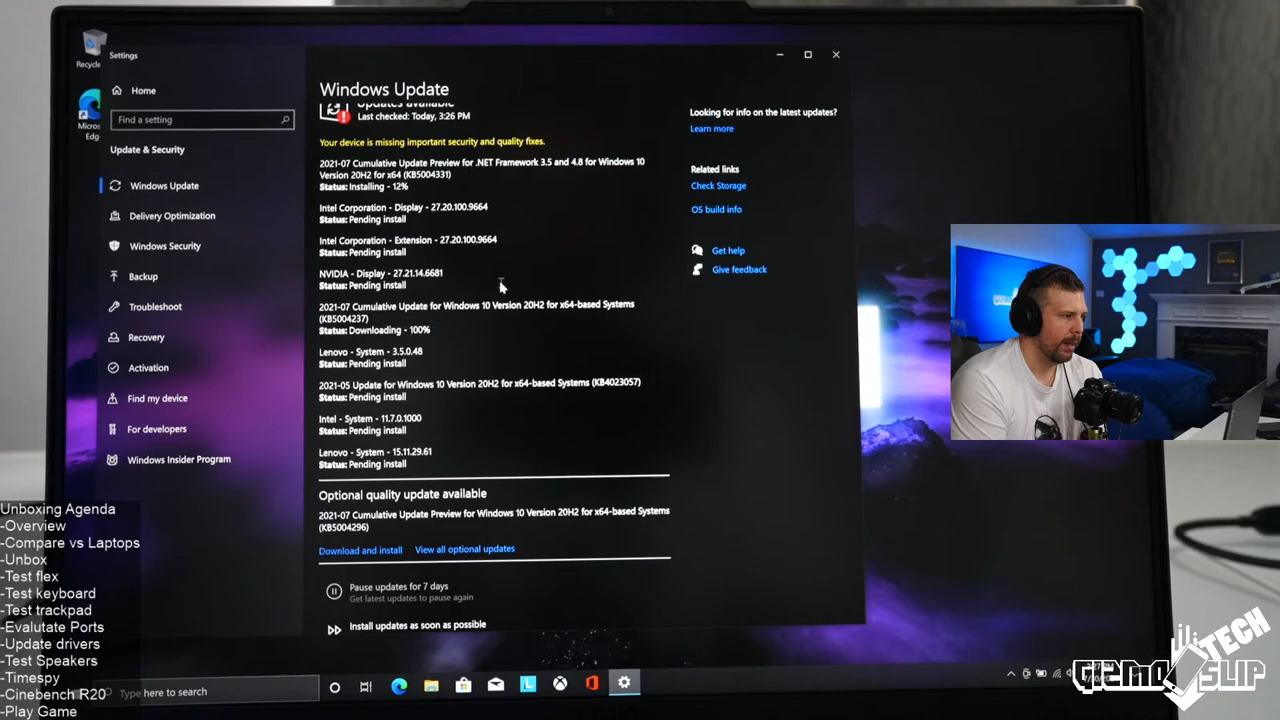 Recycle
Micros
Edg
Settings
Home
Find a setting
Update & Security
Windows Update
Delivery Optimization
Windows Security
Backup
Troubleshoot
Recovery
Activation
Find my device
For developers
Windows Insider Program
Windows Update
Updates available
Last checked: Today, 3:26 PM
Your device is missing important security and quality fixes.
2021-07 Cumulative Update Preview for .NET Framework 3.5 and 4.8 for Windows 10
Version 20H2 for x64 (KB5004331)
Status: Installing - 12%
Intel Corporation - Display - 27.20.100.9664
Status: Pending install
Intel Corporation - Extension - 27.20.100.9664
Status: Pending install
NVIDIA - Display - 27.21.14.6681
Status: Pending install
2021-07 Cumulative Update for Windows 10 Version 20H2 for x64-based Systems
(KB5004237)
Status: Downloading - 100%
Lenovo - System - 3.5.0.48
Status: Pending install
2021-05 Update for Windows 10 Version 20H2 for x64-based Systems (KB4023057)
Status: Pending install
Intel - System - 11.7.0.1000
Status: Pending install
Lenovo - System - 15.11.29.61
Status: Pending install
Optional quality update available
2021-07 Cumulative Update Preview for Windows 10 Version 20H2 for x64-based Systems
(KB5004296)
Download and install View all optional updates
Pause updates for 7 days
Get latest updates to pause again
Install updates as soon as possible
Looking for info on the latest updates?
Learn more
Related links
Check Storage
OS build info
Get help
Give feedback
Type here to search
Unboxing Agenda
-Overview
-Compare vs Laptops
-Unbox
-Test flex
-Test keyboard
-Test trackpad
-Evalutate Ports
-Update drivers
-Test Speakers
-Timespy
-Cinebench R20
-Play Game
TECH
GIZMO SLIP